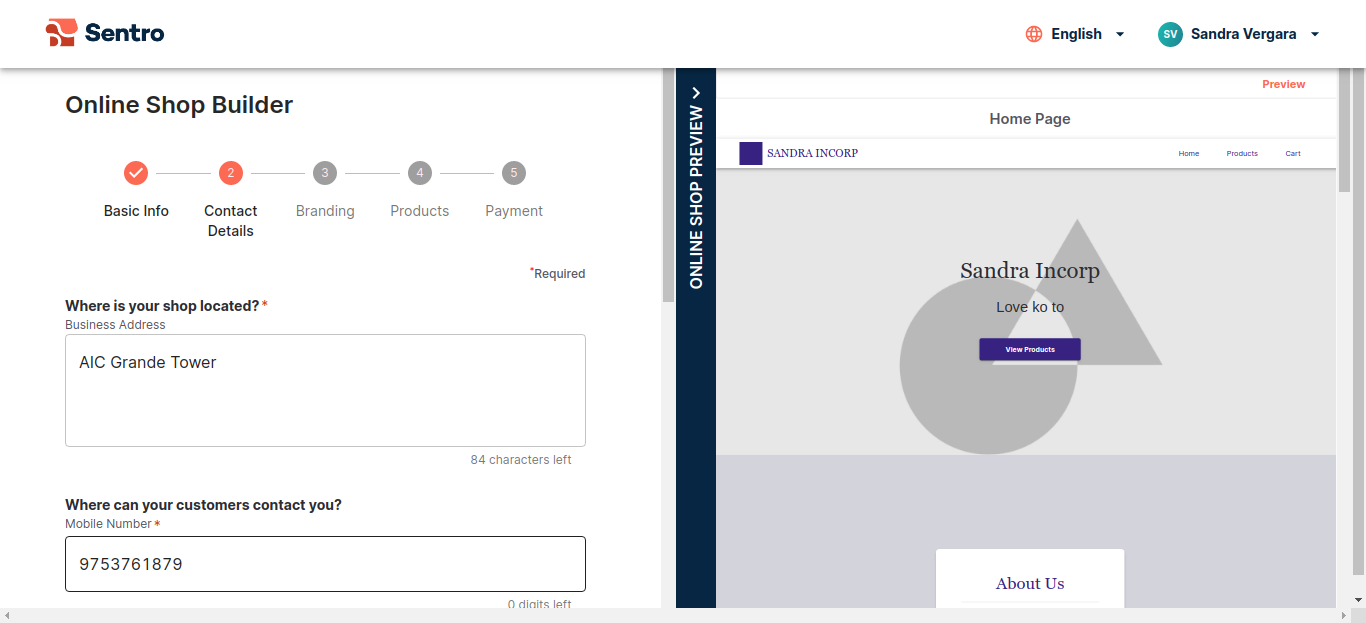 Sentro
English
SV
Sandra Vergara
Online Shop Builder
2
3
4
5
Basic Info
Contact
Details
Branding
Products
Payment
*Required
Where is your shop located?*
Business Address
AIC Grande Tower
84 characters left
Where can your customers contact you?
Mobile Number*
9753761879
0 digits left
ONLINE SHOP PREVIEW
Preview
Home Page
SANDRA INCORP
Home
Products
Cart
Sandra Incorp
Love ko to
View Products
About Us